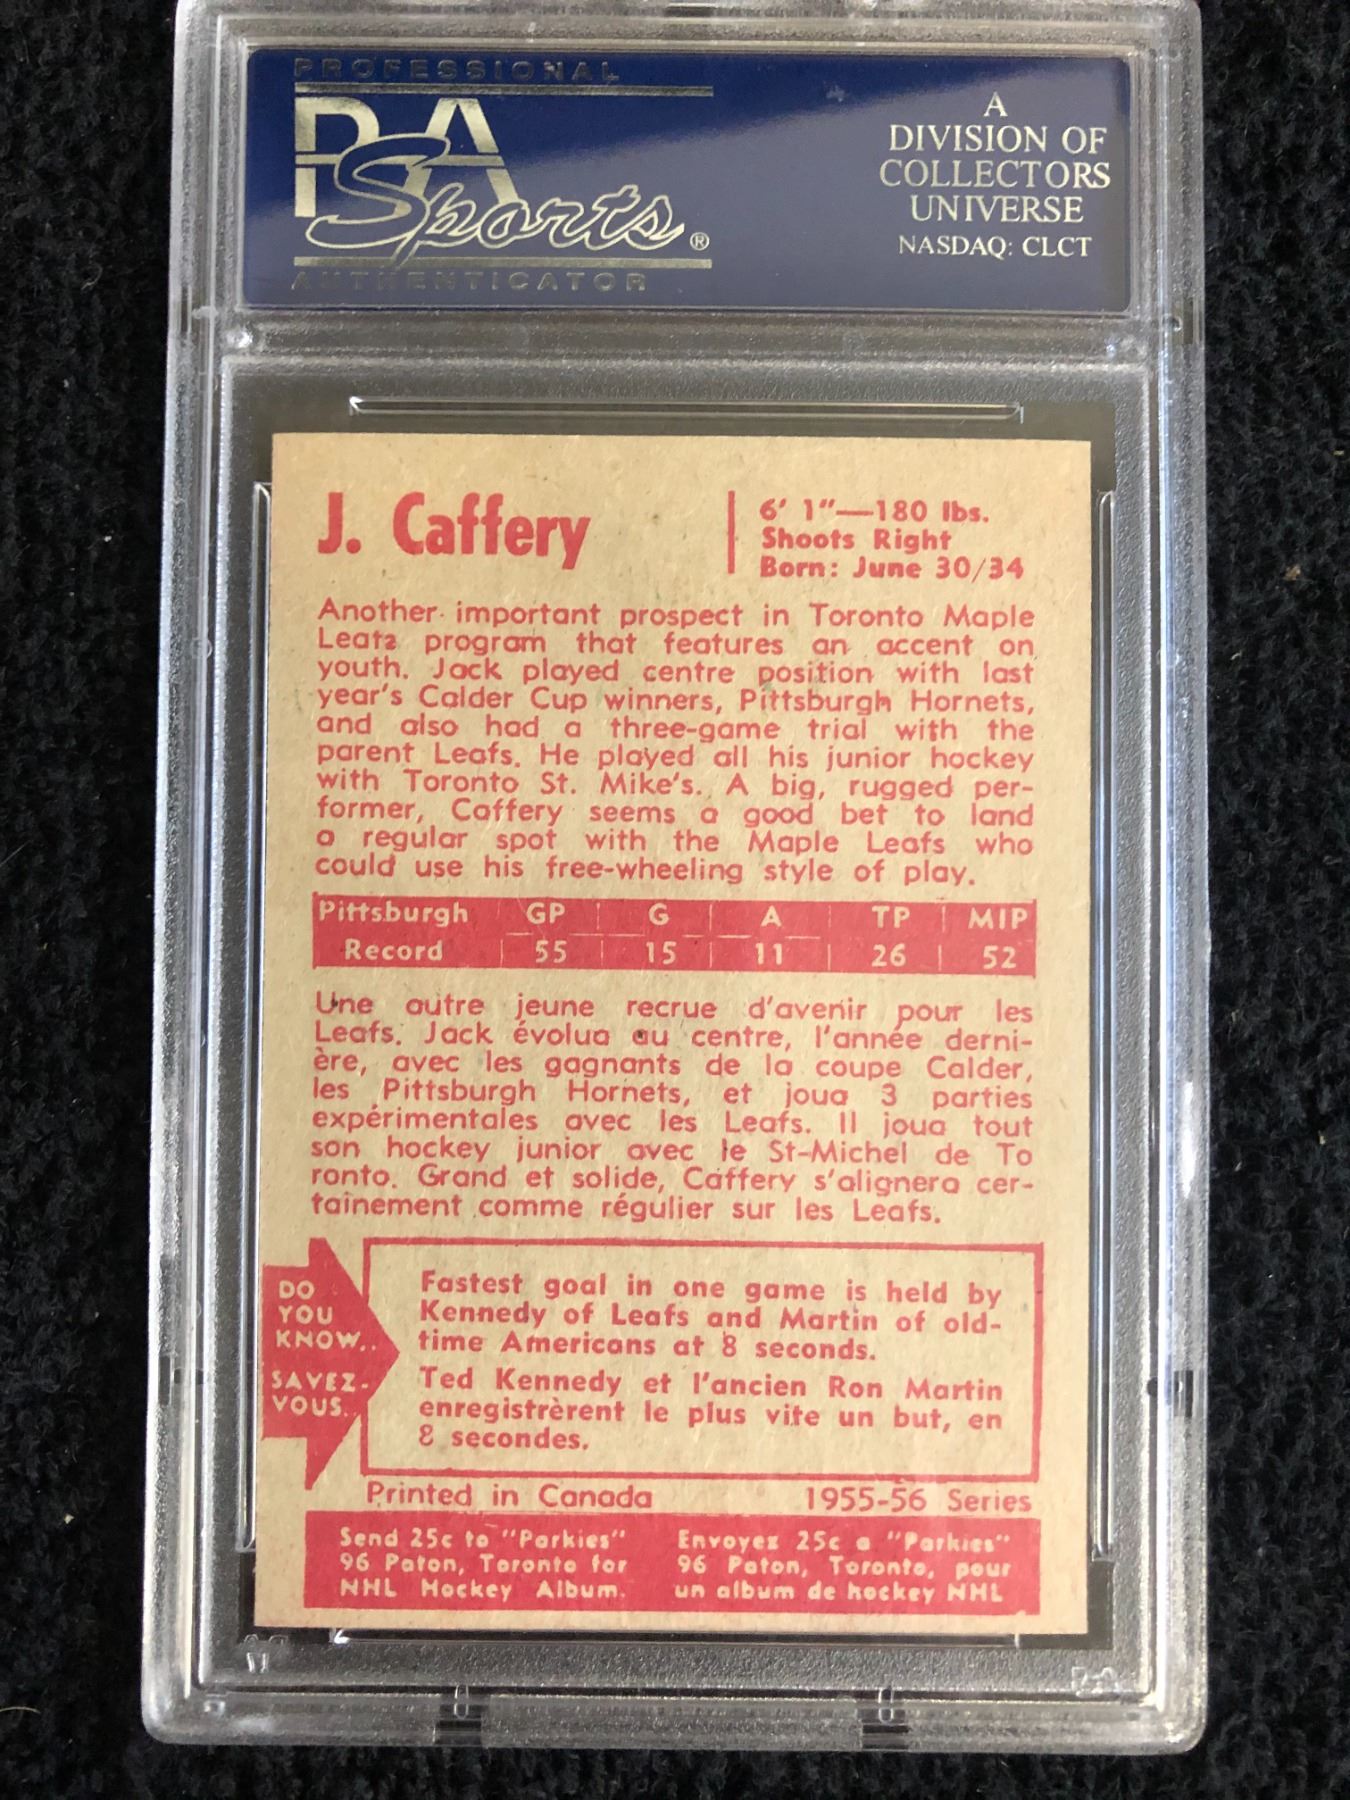 PROFESSIONAL
PSA
Sports®
AUTHENTICATOR
A
DIVISION OF
COLLECTORS
UNIVERSE
NASDAQ: CLCT
J. Caffery
6' 1"—180 lbs.
Shoots Right
Born: June 30/34
Another important prospect in Toronto Maple
Leafs program that features an accent on
youth. Jack played centre position with last
year's Calder Cup winners, Pittsburgh Hornets,
and also had a three-game trial with the
parent Leafs. He played all his junior hockey
with Toronto St. Mike's. A big, rugged per-
former, Caffery seems a good bet to land
a regular spot with the Maple Leafs who
could use his free-wheeling style of play.
Pittsburgh GP G A TP MIP
Record 55 15 11 26 52
Une autre jeune recrue d'avenir pour les
Leafs. Jack évolua au centre, l'année derni-
ère, avec les gagnants de la coupe Calder,
les Pittsburgh Hornets, et joua 3 parties
expérimentales avec les Leafs. Il joua tout
son hockey junior avec le St-Michel de To
ronto. Grand et solide, Caffery s'alignera cer-
tainement comme régulier sur les Leafs.
DO
YOU
KNOW..
SAVEZ-
VOUS..
Fastest goal in one game is held by
Kennedy of Leafs and Martin of old-
time Americans at 8 seconds.
Ted Kennedy et l'ancien Ron Martin
enregistrèrent le plus vite un but, en
8 secondes.
Printed in Canada 1955-56 Series
Send 25c to "Parkies"
96 Paton, Toronto for
NHL Hockey Album.
Envoyez 25c a "Parkies"
96 Paton, Toronto, pour
un album de hockey NHL